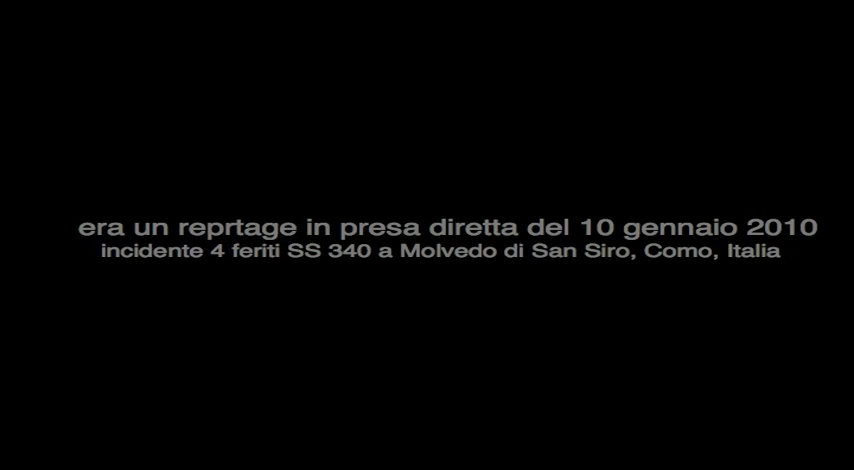 era un reprtage in presa diretta del 10 gennaio 2010
incidente 4 feriti SS 340 a Molvedo di San Siro, Como, Italia